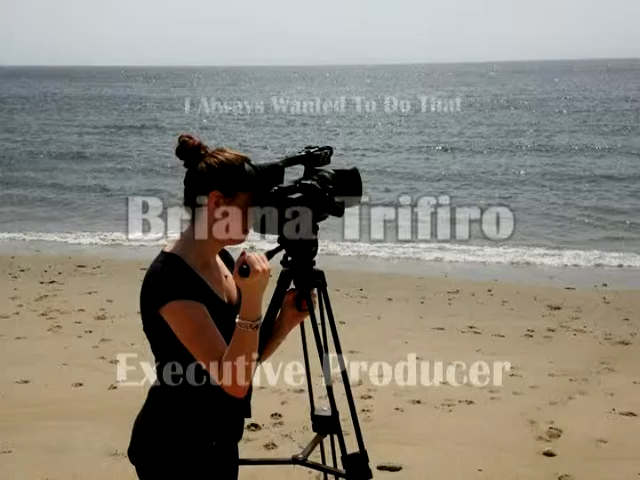 I Always Wanted To Do That
Briana Trifiro
Executive Producer